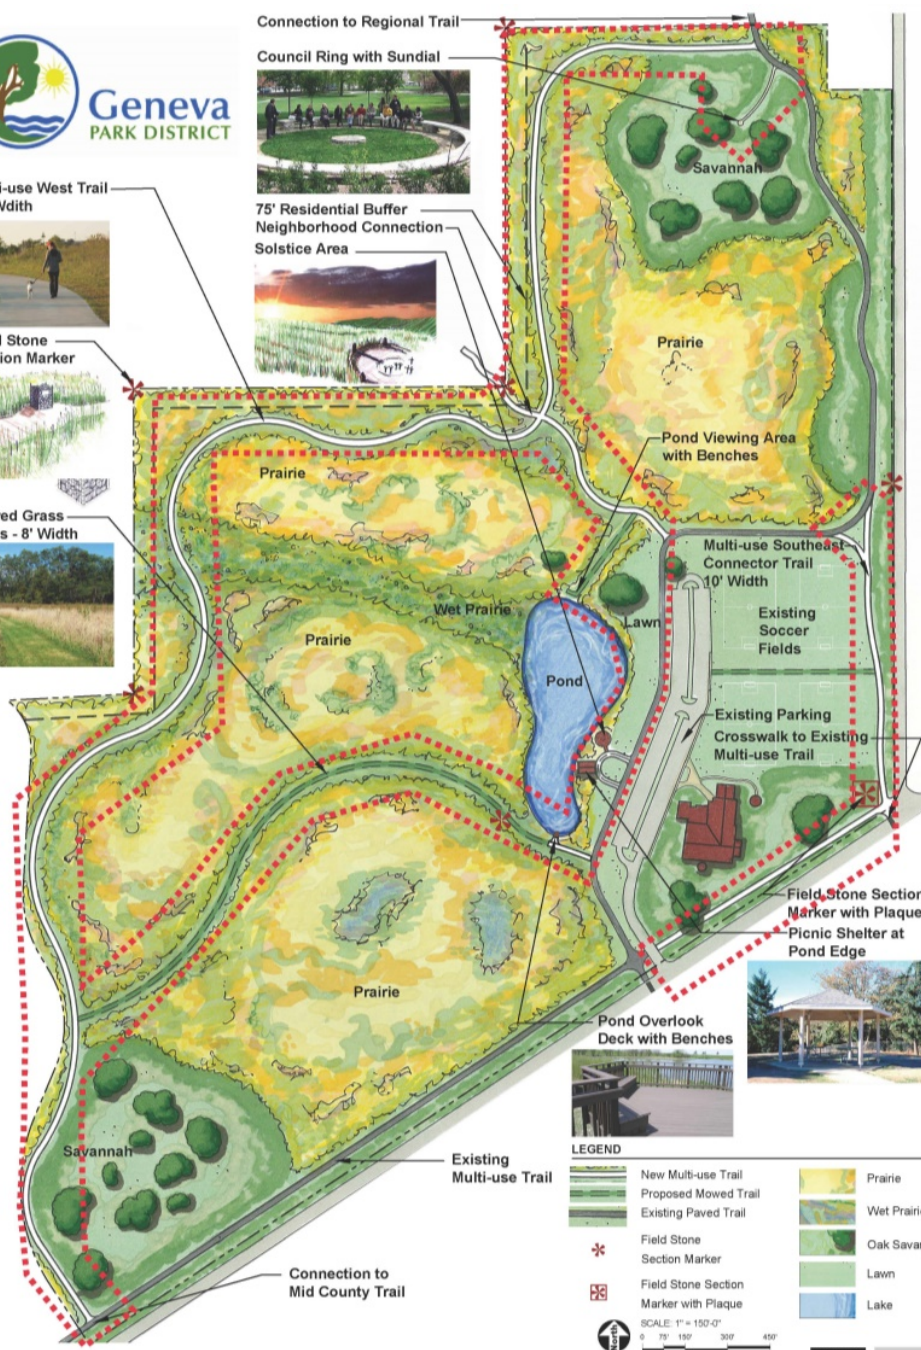 Geneva
PARK DISTRICT
Connection to Regional Trail
Council Ring with Sundial
i-use West Trail
Wdith
75' Residential Buffer
Neighborhood Connection
Solstice Area
Stone
ion Marker
ed Grass
s - 8' Width
Savannah
Prairie
Pond Viewing Area
with Benches
Prairie
Multi-use Southeast
Connector Trail
10' Width
Wet Prairie
Lawn
Existing
Soccer
Fields
Prairie
Pond
Existing Parking
Crosswalk to Existing
Multi-use Trail
Field Stone Section
Marker with Plaque
Picnic Shelter at
Pond Edge
Prairie
Pond Overlook
Deck with Benches
Savannah
Existing
Multi-use Trail
Connection to
Mid County Trail
LEGEND
New Multi-use Trail
Proposed Mowed Trail
Existing Paved Trail
Field Stone
Section Marker
Field Stone Section
Marker with Plaque
Prairie
Wet Prairi
Oak Savar
Lawn
Lake
North
SCALE: 1" = 150'-0"
0 75' 150' 300' 450'